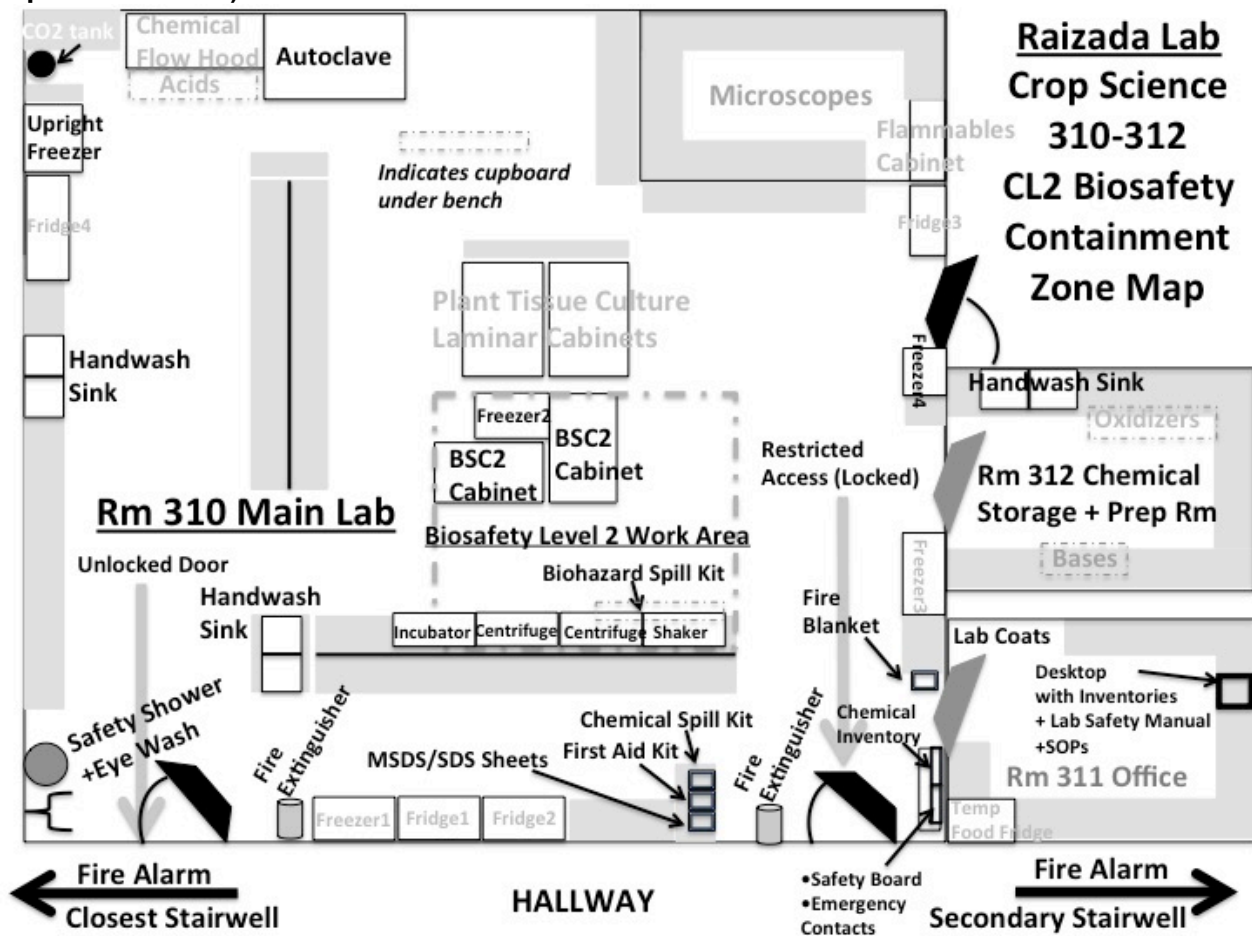 CO2 tank
Chemical
Flow Hood
Acids
Autoclave
Microscopes
Flammables
Cabinet
Raizada Lab
Crop Science
310-312
CL2 Biosafety
Containment
Zone Map
Upright
Freezer
Indicates cupboard
under bench
Fridge4
Fridge3
Plant Tissue Culture
Laminar Cabinets
Handwash
Sink
Freezer4
Handwash Sink
Oxidizers
Freezer2
BSC2
Cabinet
BSC2
Cabinet
Restricted
Access (Locked)
Rm 312 Chemical
Storage + Prep Rm
Bases
Rm 310 Main Lab
Biosafety Level 2 Work Area
Unlocked Door
Biohazard Spill Kit
Handwash
Sink
Incubator
Centrifuge
Centrifuge
Shaker
Freezer3
Fire
Blanket
Lab Coats
Desktop
with Inventories
+ Lab Safety Manual
+SOPs
Safety Shower
+Eye Wash
Fire
Extinguisher
Chemical Spill Kit
First Aid Kit
MSDS/SDS Sheets
Fire
Extinguisher
Chemical
Inventory
Rm 311 Office
Freezer1
Fridge1
Fridge2
Temp
Food Fridge
Fire Alarm
Closest Stairwell
HALLWAY
•Safety Board
•Emergency
Contacts
Fire Alarm
Secondary Stairwell